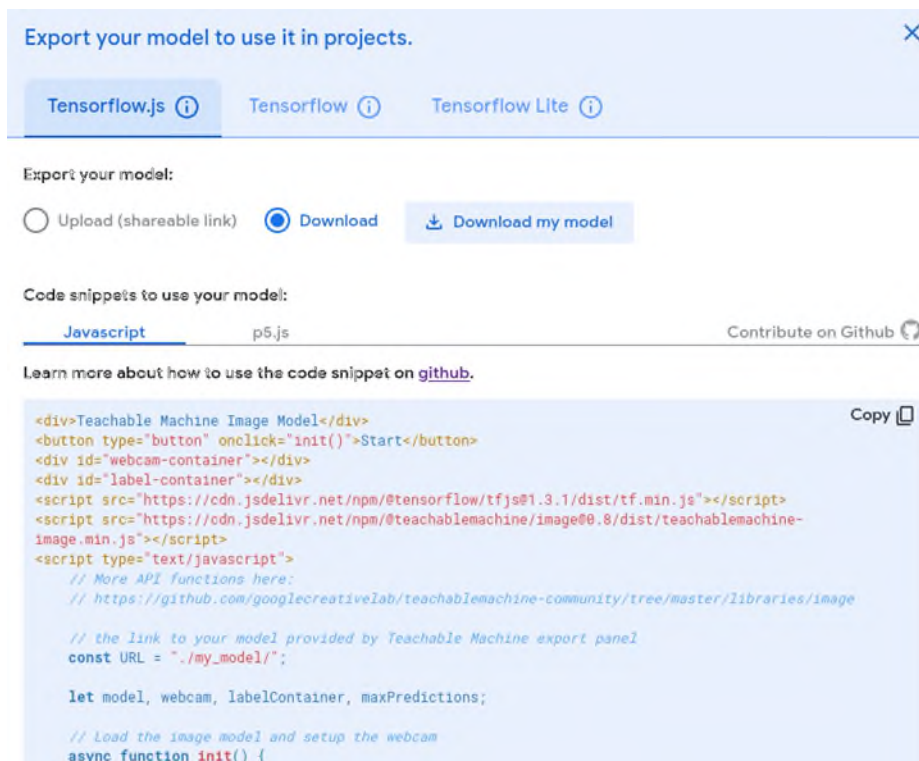 Export your model to use it in projects.
Tensorflow.js Tensorflow Tensorflow Lite
Export your model:
Upload (shareable link) Download Download my model
Code snippets to use your model:
Javascript p5.js Contribute on Github
Learn more about how to use the code snippet on github.
Copy
<div>Teachable Machine Image Model</div>
<button type="button" onclick="init()">Start</button>
<div id="webcam-container"></div>
<div id="label-container"></div>
<script src="https://cdn.jsdelivr.net/npm/@tensorflow/tfjs@1.3.1/dist/tf.min.js"></script>
<script src="https://cdn.jsdelivr.net/npm/@teachablemachine/image@0.8/dist/teachablemachine-
image.min.js"></script>
<script type="text/javascript">
// More API functions here:
// https://github.com/googlecreativelab/teachablemachine-community/tree/master/libraries/image
// the link to your model provided by Teachable Machine export panel
const URL = "./my_model/";
let model, webcam, labelContainer, maxPredictions;
// Load the image model and setup the webcam
async function init() {